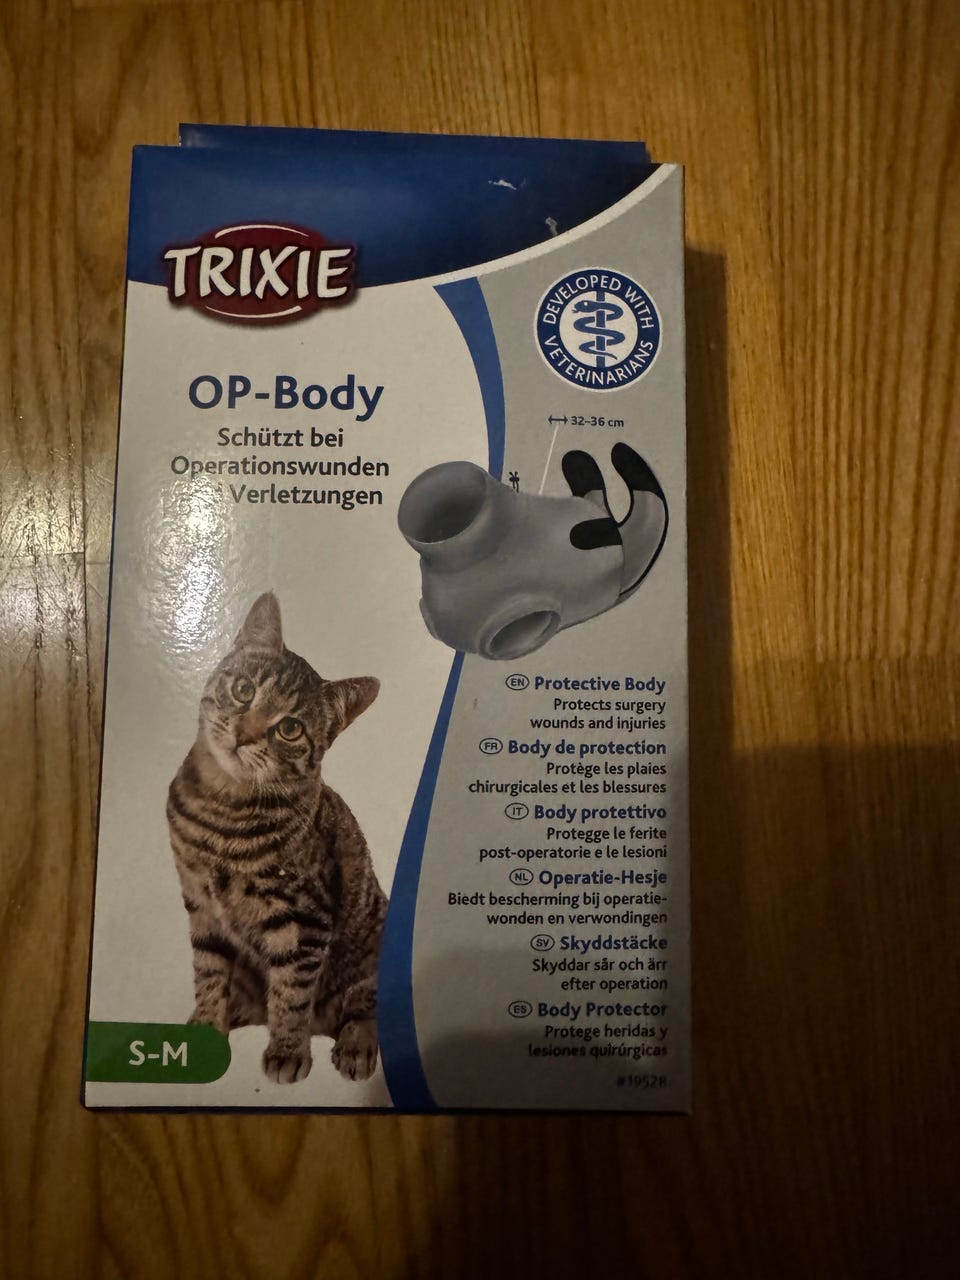 TRIXIE
DEVELOPED WITH
VETERINARIANS
OP-Body
Schützt bei
Operationswunden
Verletzungen
32–36 cm
EN Protective Body
Protects surgery
wounds and injuries
FR Body de protection
Protège les plaies
chirurgicales et les blessures
IT Body protettivo
Protegge le ferite
post-operatorie e le lesioni
NL Operatie-Hesje
Biedt bescherming bij operatie-
wonden en verwondingen
SV Skyddstäcke
Skyddar sår och ärr
efter operation
ES Body Protector
Protege heridas y
lesiones quirúrgicas
S-M
#19528